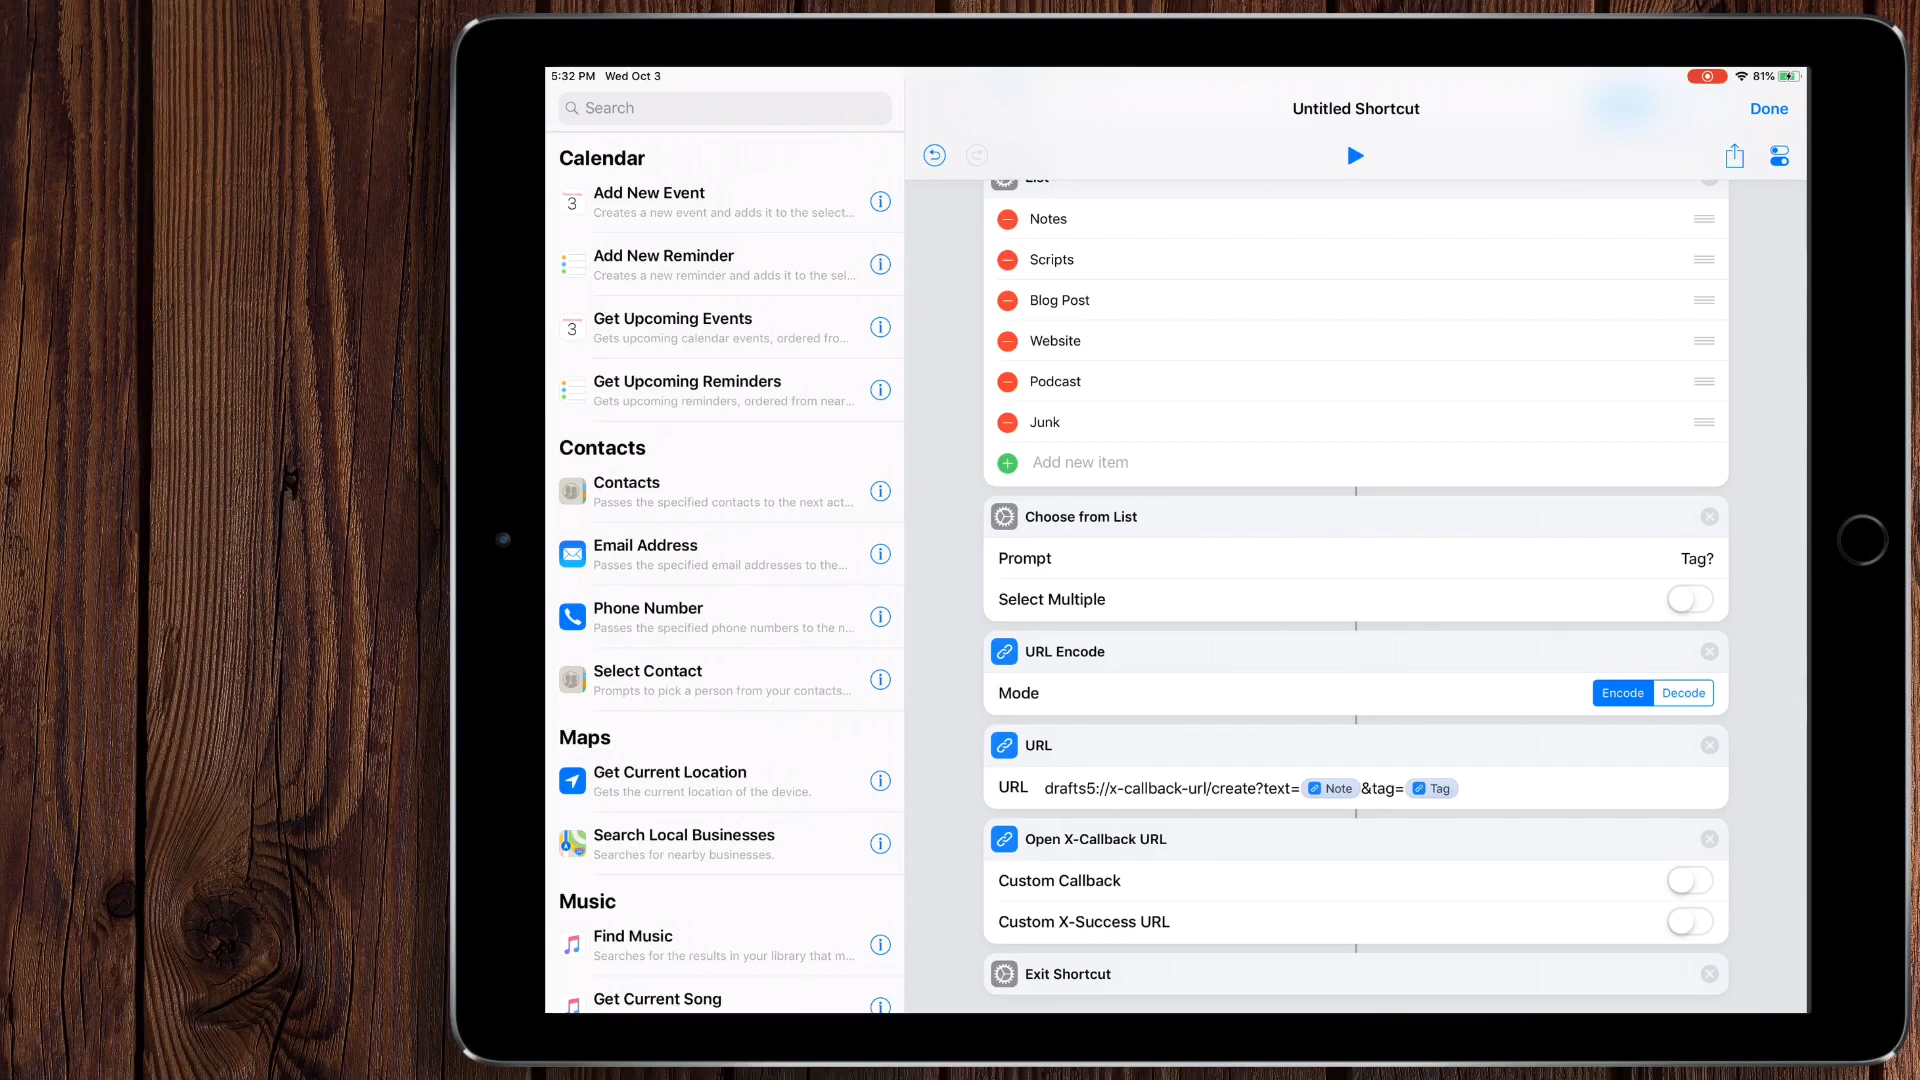 5:32 PM Wed Oct 3
81%
Search
Calendar
3
Add New Event
Creates a new event and adds it to the select...
Add New Reminder
Creates a new reminder and adds it to the sel...
3
Get Upcoming Events
Gets upcoming calendar events, ordered fro...
Get Upcoming Reminders
Gets upcoming reminders, ordered from near...
Contacts
Contacts
Passes the specified contacts to the next act...
Email Address
Passes the specified email addresses to the...
Phone Number
Passes the specified phone numbers to the n...
Select Contact
Prompts to pick a person from your contacts...
Maps
Get Current Location
Gets the current location of the device.
Search Local Businesses
Searches for nearby businesses.
Music
Find Music
Searches for the results in your library that m...
Get Current Song
Untitled Shortcut
Done
List
Notes
Scripts
Blog Post
Website
Podcast
Junk
Add new item
Choose from List
Prompt Tag?
Select Multiple
URL Encode
Mode Encode Decode
URL
URL drafts5://x-callback-url/create?text= Note &tag= Tag
Open X-Callback URL
Custom Callback
Custom X-Success URL
Exit Shortcut